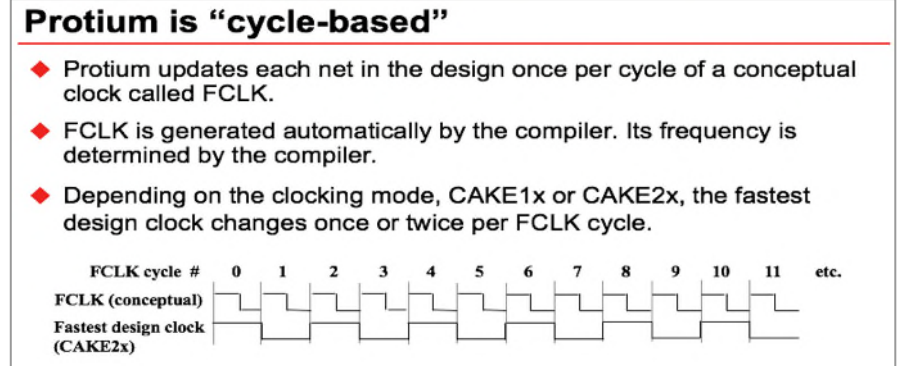 Protium is “cycle-based”
Protium updates each net in the design once per cycle of a conceptual
clock called FCLK.
FCLK is generated automatically by the compiler. Its frequency is
determined by the compiler.
Depending on the clocking mode, CAKE1x or CAKE2x, the fastest
design clock changes once or twice per FCLK cycle.
FCLK cycle # 0 1 2 3 4 5 6 7 8 9 10 11 etc.
FCLK (conceptual)
Fastest design clock
(CAKE2x)